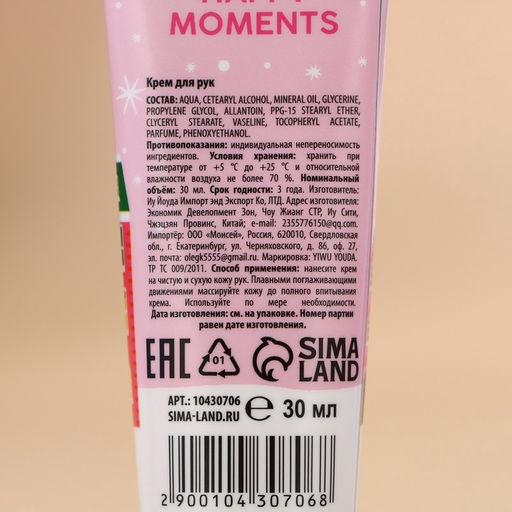 HAPPY
MOMENTS
Крем для рук
СОСТАВ: AQUA, CETEARYL ALCOHOL, MINERAL OIL, GLYCERINE,
PROPYLENE GLYCOL, ALLANTOIN, PPG-15 STEARYL ETHER,
GLYCERYL STEARATE, VASELINE, TOCOPHERYL ACETATE,
PARFUME, PHENOXYETHANOL.
Противопоказания: индивидуальная непереносимость
ингредиентов. Условия хранения: хранить при
температуре от +5 °С до +25 °С и относительной
влажности воздуха не более 70 %. Номинальный
объём: 30 мл. Срок годности: 3 года. Изготовитель:
Иу Йоуда Импорт энд Экспорт Ко, ЛТД. Адрес изготовителя:
Экономик Девелопмент Зон, Чоу Жианг СТР, Иу Сити,
Чжэцзян Провинс, Китай; e-mail: 2355776150@qq.com.
Импортёр: ООО «Моисей», Россия, 620010, Свердловская
обл., г. Екатеринбург, ул. Черняховского, д. 86, оф. 27,
эл. почта: olegk5555@gmail.ru. Маркировка: YIWU YOUDA.
ТР ТС 009/2011. Способ применения: нанесите крем
на чистую и сухую кожу рук. Плавными поглаживающими
движениями массируйте кожу до полного впитывания
крема. Используйте по мере необходимости.
Дата изготовления: см. на упаковке. Номер партии
равен дате изготовления.
EAC 01 SIMA
LAND
АРТ.: 10430706
SIMA-LAND.RU e 30 мл
2 900104 307068